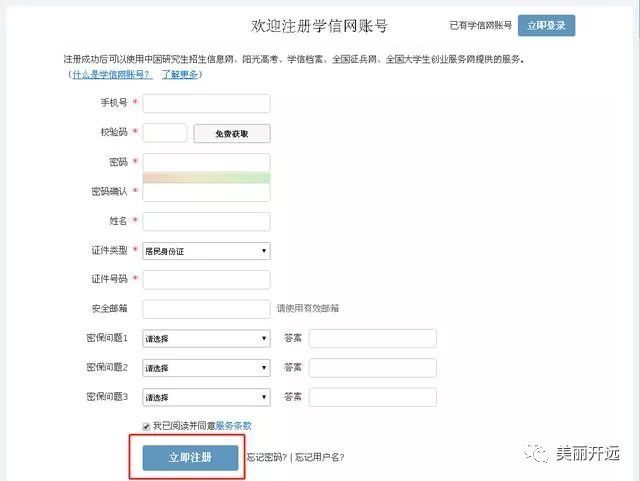 欢迎注册学信网账号
已有学信网账号 立即登录
注册成功后可以使用中国研究生招生信息网、阳光高考、学信档案、全国征兵网、全国大学生创业服务网提供的服务。
（什么是学信网账号？ 了解更多）
手机号 *
校验码 * 免费获取
密码 *
密码确认 *
姓名 *
证件类型 * 居民身份证
证件号码 *
安全邮箱 请使用有效邮箱
密保问题1 请选择 答案
密保问题2 请选择 答案
密保问题3 请选择 答案
我已阅读并同意服务条款
立即注册 忘记密码? | 忘记用户名?
美丽开远